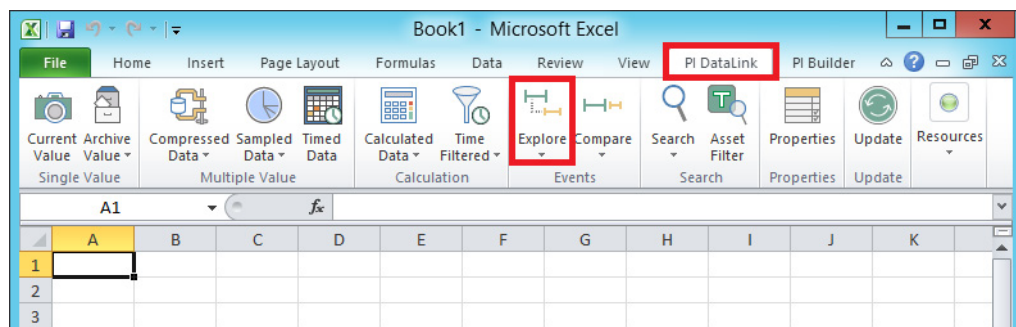 Book1 - Microsoft Excel
File Home Insert Page Layout Formulas Data Review View PI DataLink PI Builder
Current Archive Compressed Sampled Timed Calculated Time Explore Compare Search Asset Properties Update Resources
Value Value Data Data Data Data Filtered Filter
Single Value Multiple Value Calculation Events Search Properties Update
A1 fx
A B C D E F G H I J K
1
2
3